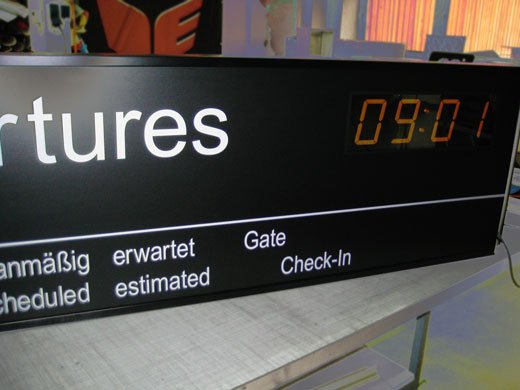 rtures
09:01
anmäßig erwartet Gate
cheduled estimated Check-In